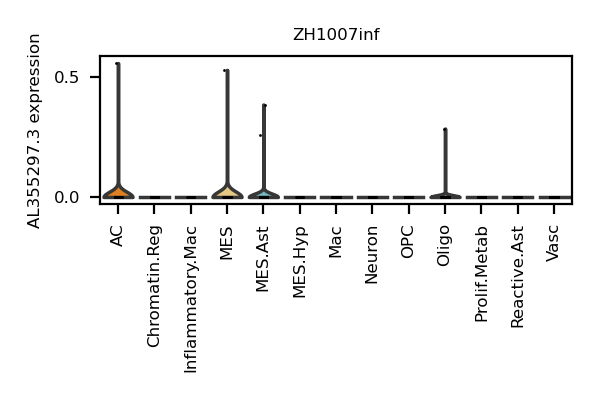 ZH1007inf
AL355297.3 expression
0.5
0.0
AC
Chromatin.Reg
Inflammatory.Mac
MES
MES.Ast
MES.Hyp
Mac
Neuron
OPC
Oligo
Prolif.Metab
Reactive.Ast
Vasc